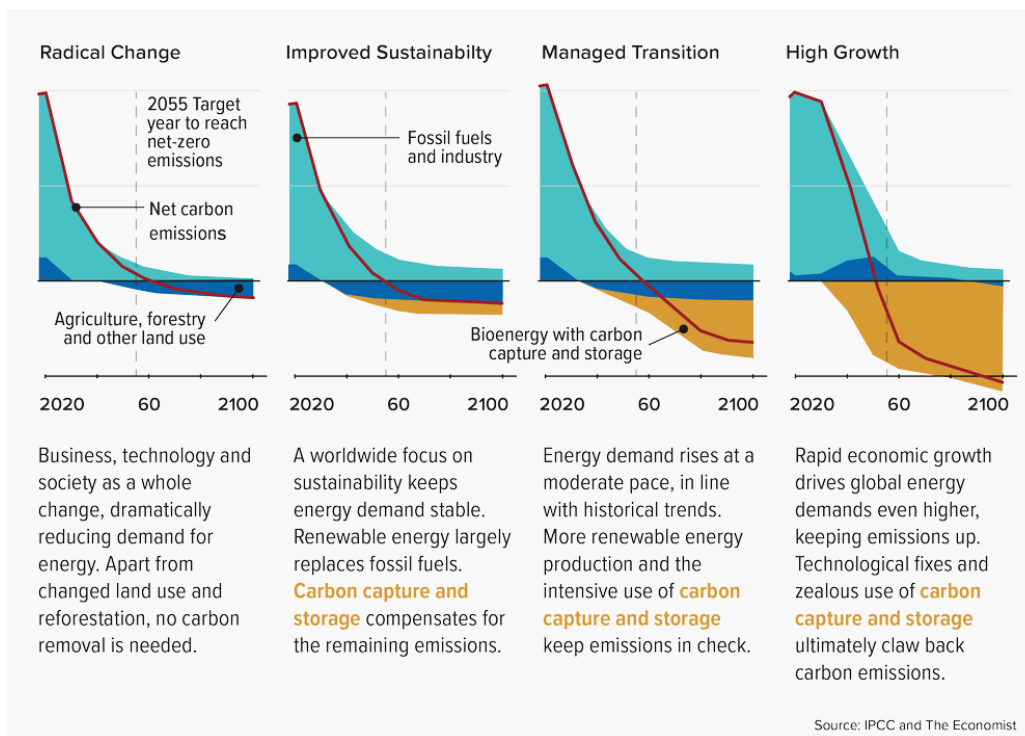 Radical Change
2055 Target
year to reach
net-zero
emissions
Net carbon
emissions
Agriculture, forestry
and other land use
2020 60 2100
Business, technology and
society as a whole
change, dramatically
reducing demand for
energy. Apart from
changed land use and
reforestation, no carbon
removal is needed.
Improved Sustainabilty
Fossil fuels
and industry
2020 60 2100
A worldwide focus on
sustainability keeps
energy demand stable.
Renewable energy largely
replaces fossil fuels.
Carbon capture and
storage compensates for
the remaining emissions.
Managed Transition
Bioenergy with carbon
capture and storage
2020 60 2100
Energy demand rises at a
moderate pace, in line
with historical trends.
More renewable energy
production and the
intensive use of carbon
capture and storage
keep emissions in check.
High Growth
2020 60 2100
Rapid economic growth
drives global energy
demands even higher,
keeping emissions up.
Technological fixes and
zealous use of carbon
capture and storage
ultimately claw back
carbon emissions.
Source: IPCC and The Economist